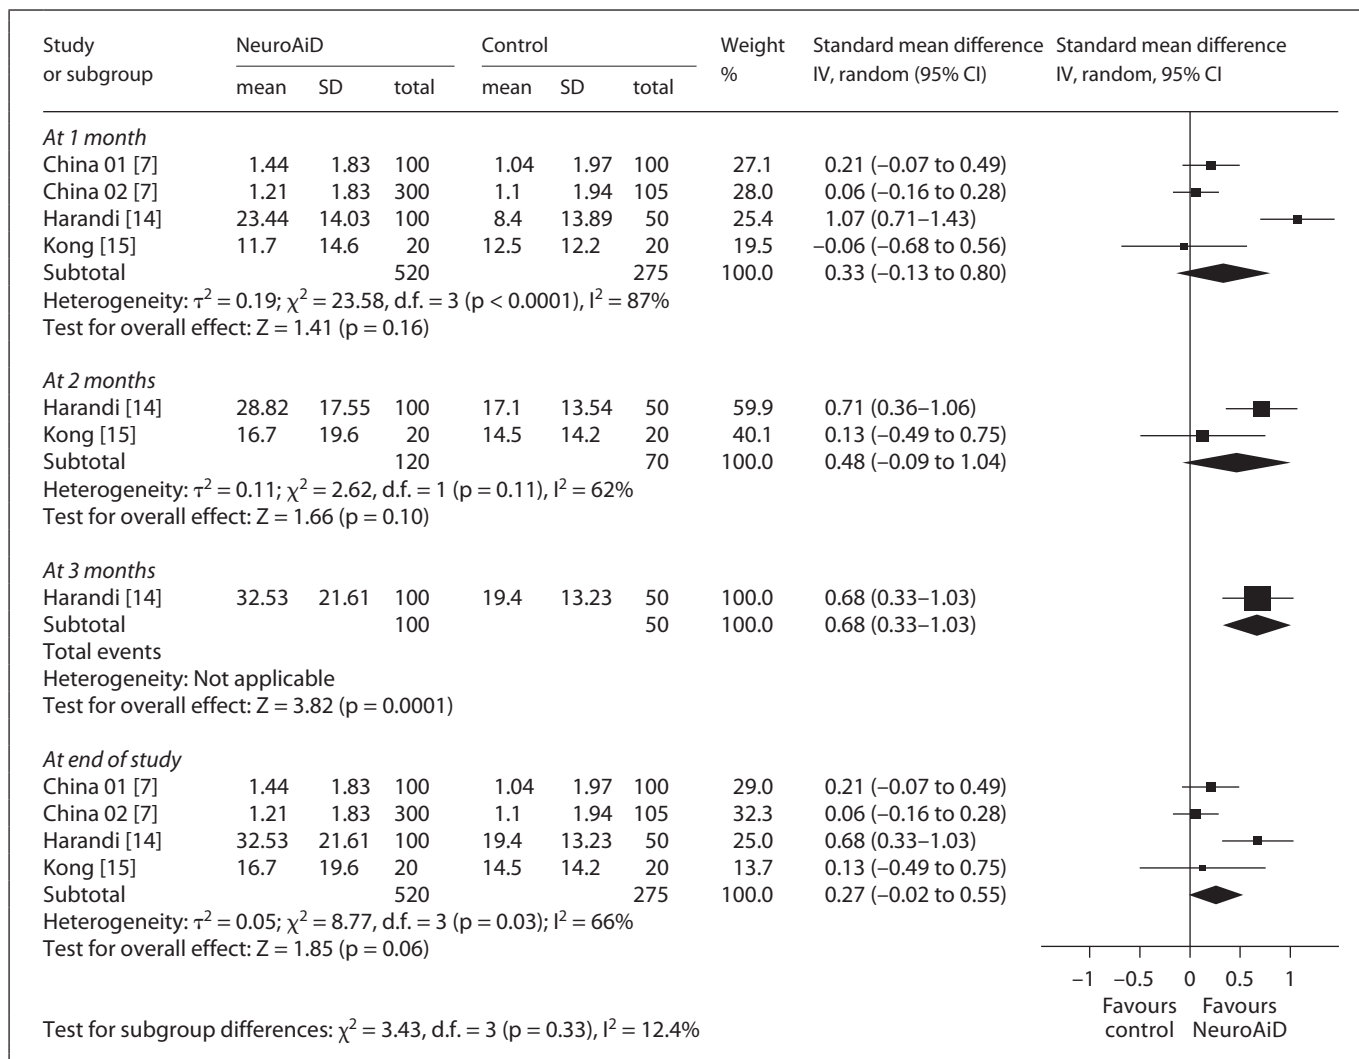 Study NeuroAiD Control Weight Standard mean difference Standard mean difference
or subgroup mean SD total mean SD total % IV, random (95% CI) IV, random, 95% CI
At 1 month
China 01 [7] 1.44 1.83 100 1.04 1.97 100 27.1 0.21 (–0.07 to 0.49)
China 02 [7] 1.21 1.83 300 1.1 1.94 105 28.0 0.06 (–0.16 to 0.28)
Harandi [14] 23.44 14.03 100 8.4 13.89 50 25.4 1.07 (0.71–1.43)
Kong [15] 11.7 14.6 20 12.5 12.2 20 19.5 –0.06 (–0.68 to 0.56)
Subtotal 520 275 100.0 0.33 (–0.13 to 0.80)
Heterogeneity: τ² = 0.19; χ² = 23.58, d.f. = 3 (p < 0.0001), I² = 87%
Test for overall effect: Z = 1.41 (p = 0.16)
At 2 months
Harandi [14] 28.82 17.55 100 17.1 13.54 50 59.9 0.71 (0.36–1.06)
Kong [15] 16.7 19.6 20 14.5 14.2 20 40.1 0.13 (–0.49 to 0.75)
Subtotal 120 70 100.0 0.48 (–0.09 to 1.04)
Heterogeneity: τ² = 0.11; χ² = 2.62, d.f. = 1 (p = 0.11), I² = 62%
Test for overall effect: Z = 1.66 (p = 0.10)
At 3 months
Harandi [14] 32.53 21.61 100 19.4 13.23 50 100.0 0.68 (0.33–1.03)
Subtotal 100 50 100.0 0.68 (0.33–1.03)
Total events
Heterogeneity: Not applicable
Test for overall effect: Z = 3.82 (p = 0.0001)
At end of study
China 01 [7] 1.44 1.83 100 1.04 1.97 100 29.0 0.21 (–0.07 to 0.49)
China 02 [7] 1.21 1.83 300 1.1 1.94 105 32.3 0.06 (–0.16 to 0.28)
Harandi [14] 32.53 21.61 100 19.4 13.23 50 25.0 0.68 (0.33–1.03)
Kong [15] 16.7 19.6 20 14.5 14.2 20 13.7 0.13 (–0.49 to 0.75)
Subtotal 520 275 100.0 0.27 (–0.02 to 0.55)
Heterogeneity: τ² = 0.05; χ² = 8.77, d.f. = 3 (p = 0.03); I² = 66%
Test for overall effect: Z = 1.85 (p = 0.06)
–1 –0.5 0 0.5 1
Favours Favours
control NeuroAiD
Test for subgroup differences: χ² = 3.43, d.f. = 3 (p = 0.33), I² = 12.4%